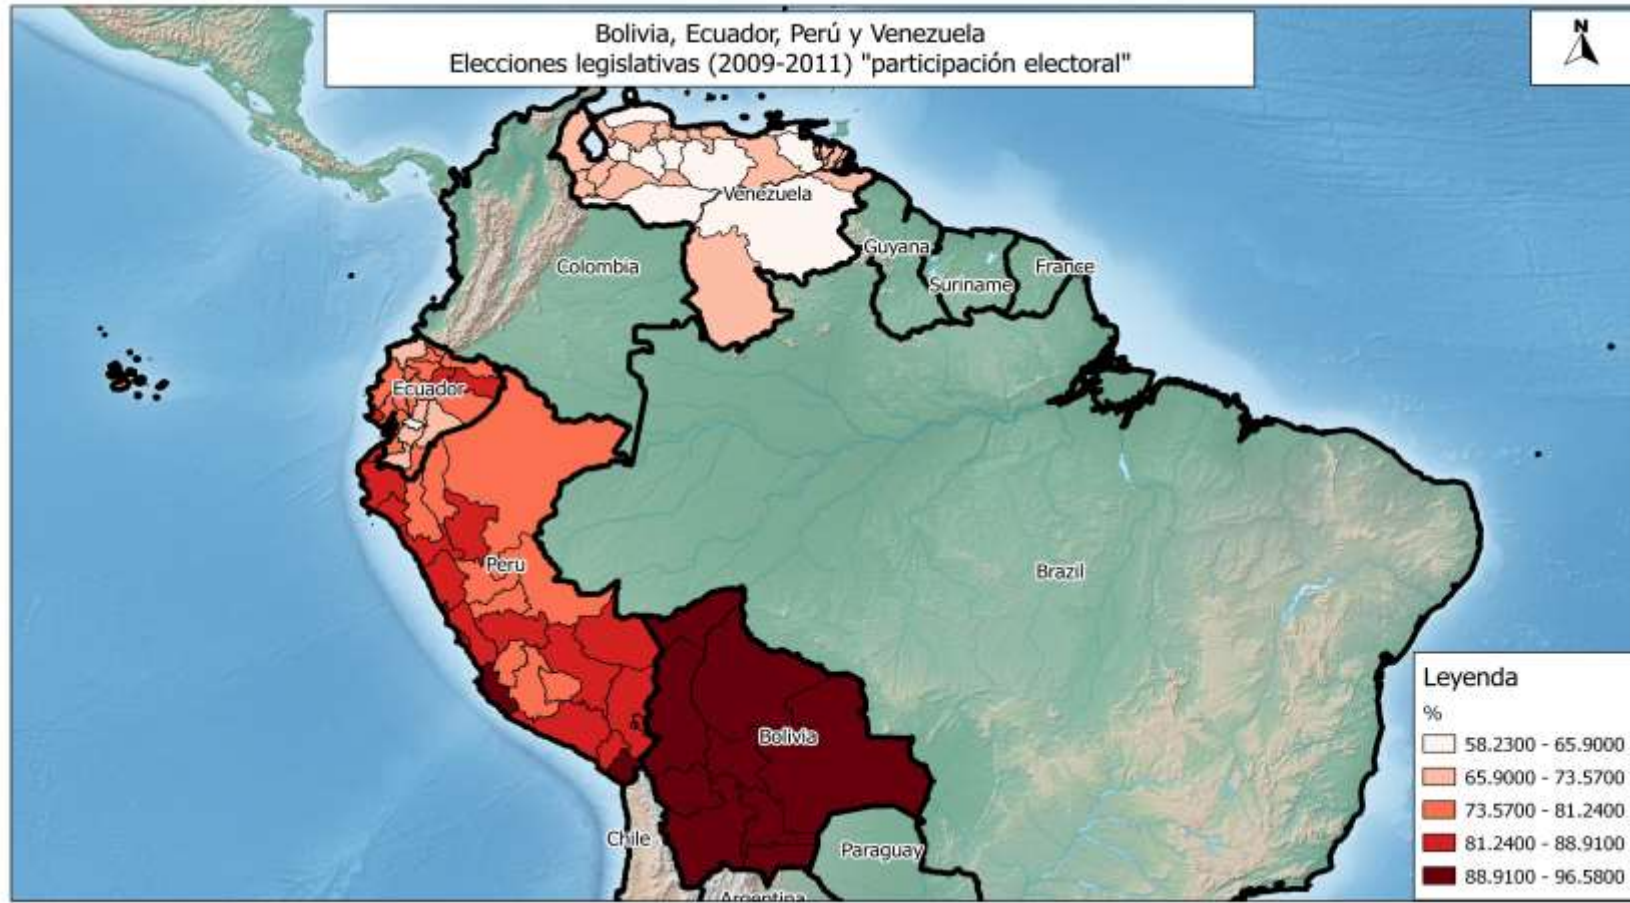 Bolivia, Ecuador, Perú y Venezuela
Elecciones legislativas (2009-2011) "participación electoral"
N
Venezuela
Guyana
Colombia
France
Suriname
Ecuador
Peru
Brazil
Bolivia
Chile
Paraguay
Argentina
Leyenda
%
58.2300 - 65.9000
65.9000 - 73.5700
73.5700 - 81.2400
81.2400 - 88.9100
88.9100 - 96.5800